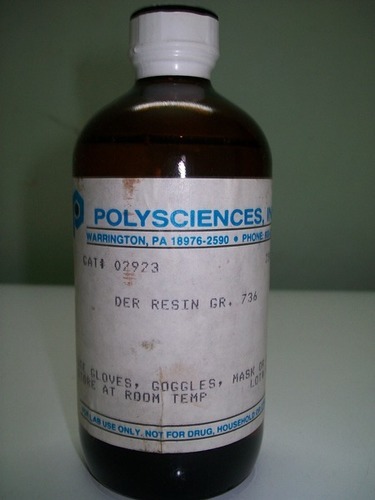 POLYSCIENCES,
WARRINGTON, PA 18976-2590 • PHONE
CAT# 02923
DER RESIN GR. 736
GLOVES, GOGGLES, MASK
AT ROOM TEMP
LAB USE ONLY. NOT FOR DRUG, HOUSEHOLD